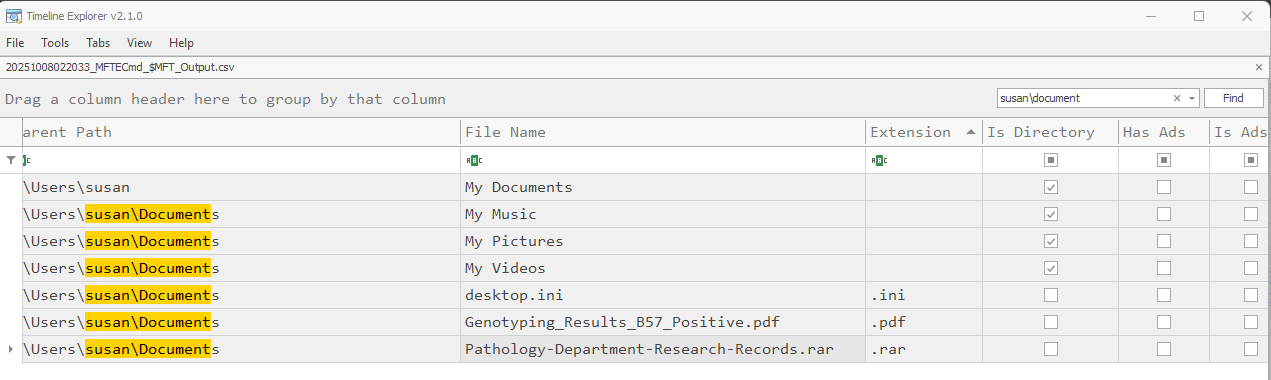 Timeline Explorer v2.1.0
File Tools Tabs View Help
20251008022033_MFTECmd_$MFT_Output.csv
Drag a column header here to group by that column susan\document Find
arent Path File Name Extension Is Directory Has Ads Is Ads
\Users\susan My Documents
\Users\susan\Documents My Music
\Users\susan\Documents My Pictures
\Users\susan\Documents My Videos
\Users\susan\Documents desktop.ini .ini
\Users\susan\Documents Genotyping_Results_B57_Positive.pdf .pdf
\Users\susan\Documents Pathology-Department-Research-Records.rar .rar